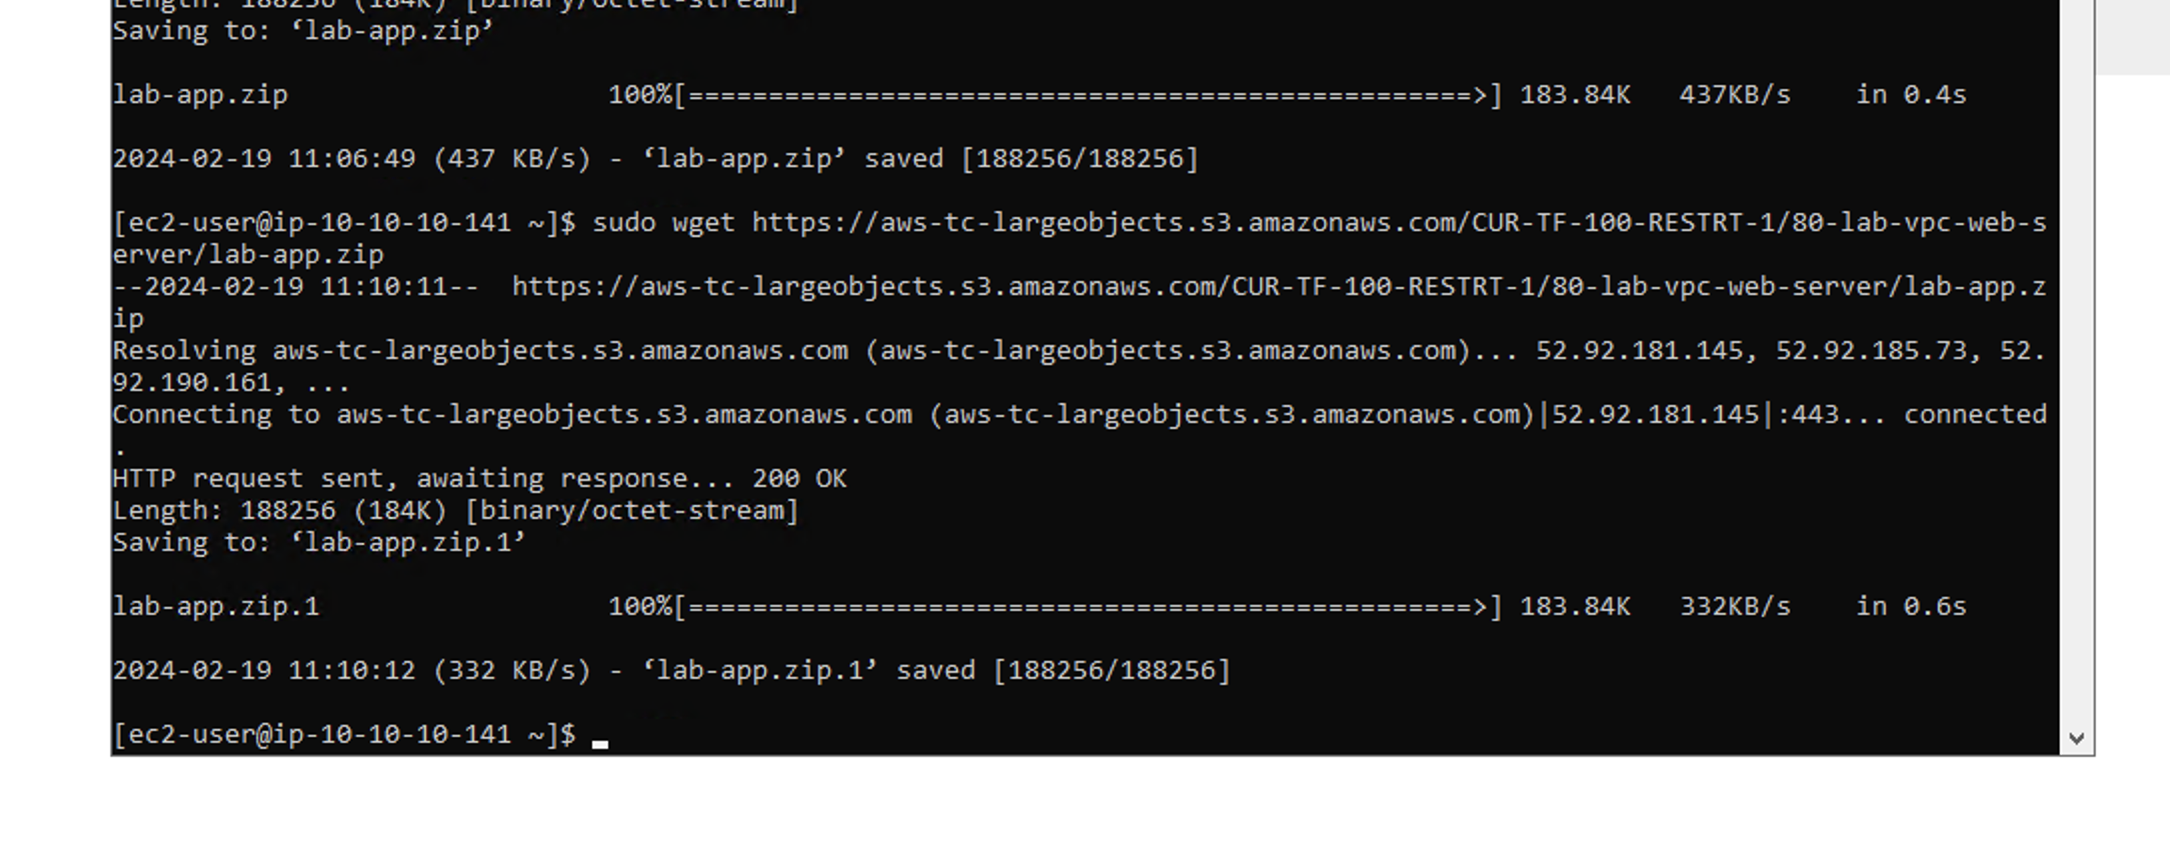 Length: 188256 (184K) [binary/octet-stream]
Saving to: ‘lab-app.zip’
lab-app.zip 100%[=================================================>] 183.84K 437KB/s in 0.4s
2024-02-19 11:06:49 (437 KB/s) - ‘lab-app.zip’ saved [188256/188256]
[ec2-user@ip-10-10-10-141 ~]$ sudo wget https://aws-tc-largeobjects.s3.amazonaws.com/CUR-TF-100-RESTRT-1/80-lab-vpc-web-s
erver/lab-app.zip
--2024-02-19 11:10:11-- https://aws-tc-largeobjects.s3.amazonaws.com/CUR-TF-100-RESTRT-1/80-lab-vpc-web-server/lab-app.z
ip
Resolving aws-tc-largeobjects.s3.amazonaws.com (aws-tc-largeobjects.s3.amazonaws.com)... 52.92.181.145, 52.92.185.73, 52.
92.190.161, ...
Connecting to aws-tc-largeobjects.s3.amazonaws.com (aws-tc-largeobjects.s3.amazonaws.com)|52.92.181.145|:443... connected
.
HTTP request sent, awaiting response... 200 OK
Length: 188256 (184K) [binary/octet-stream]
Saving to: ‘lab-app.zip.1’
lab-app.zip.1 100%[=================================================>] 183.84K 332KB/s in 0.6s
2024-02-19 11:10:12 (332 KB/s) - ‘lab-app.zip.1’ saved [188256/188256]
[ec2-user@ip-10-10-10-141 ~]$